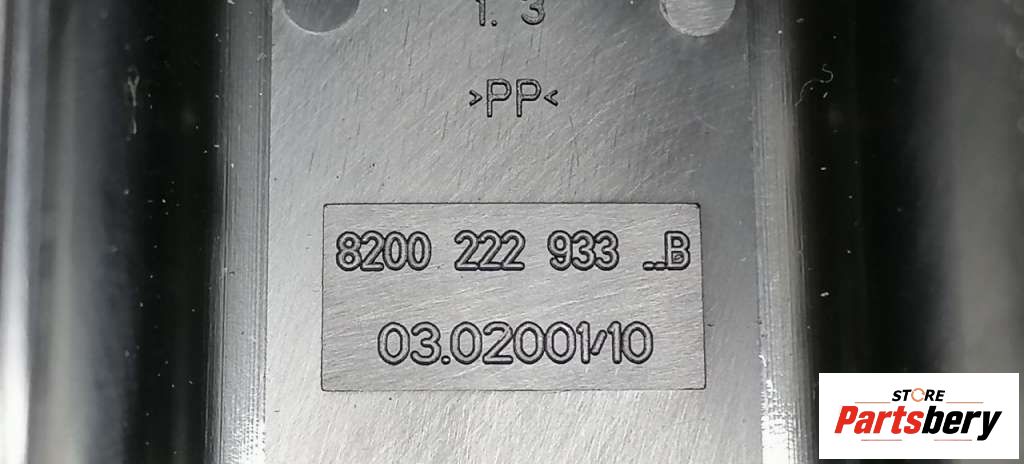 1. 3
>PP<
8200 222 933 _..B
03.02001/10
STORE
Partsbery